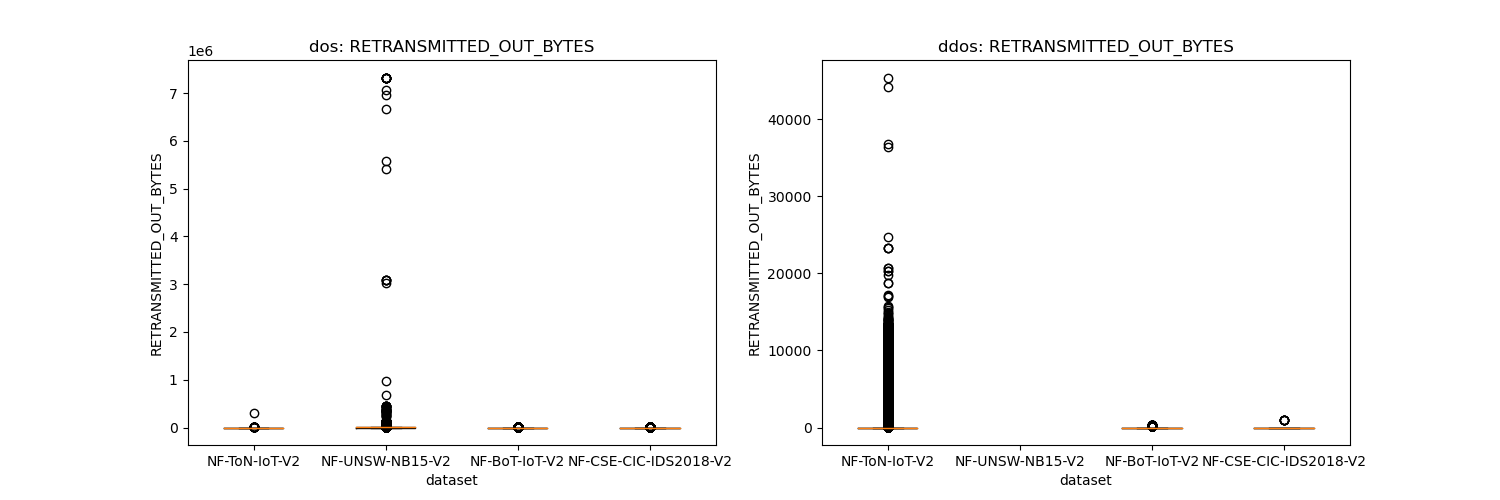 dos: RETRANSMITTED_OUT_BYTES
1e6
7
6
5
4
3
2
1
0
RETRANSMITTED_OUT_BYTES
NF-ToN-IoT-V2 NF-UNSW-NB15-V2 NF-BoT-IoT-V2 NF-CSE-CIC-IDS2018-V2
dataset
ddos: RETRANSMITTED_OUT_BYTES
40000
30000
20000
10000
0
RETRANSMITTED_OUT_BYTES
NF-ToN-IoT-V2 NF-UNSW-NB15-V2 NF-BoT-IoT-V2 NF-CSE-CIC-IDS2018-V2
dataset